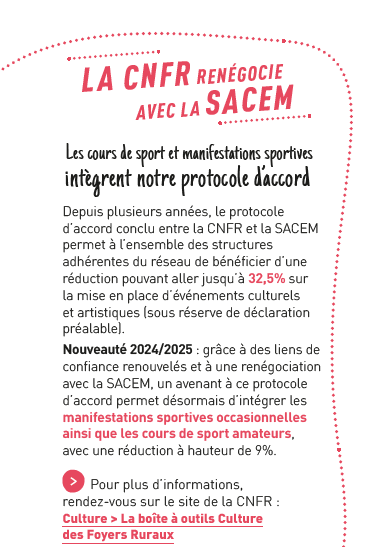 LA CNFR RENÉGOCIE
AVEC LA SACEM
Les cours de sport et manifestations sportives
intègrent notre protocole d'accord
Depuis plusieurs années, le protocole
d'accord conclu entre la CNFR et la SACEM
permet à l'ensemble des structures
adhérentes du réseau de bénéficier d'une
réduction pouvant aller jusqu'à 32,5% sur
la mise en place d'événements culturels
et artistiques (sous réserve de déclaration
préalable).
Nouveauté 2024/2025 : grâce à des liens de
confiance renouvelés et à une renégociation
avec la SACEM, un avenant à ce protocole
d'accord permet désormais d'intégrer les
manifestations sportives occasionnelles
ainsi que les cours de sport amateurs,
avec une réduction à hauteur de 9%.
> Pour plus d'informations,
rendez-vous sur le site de la CNFR :
Culture > La boîte à outils Culture
des Foyers Ruraux